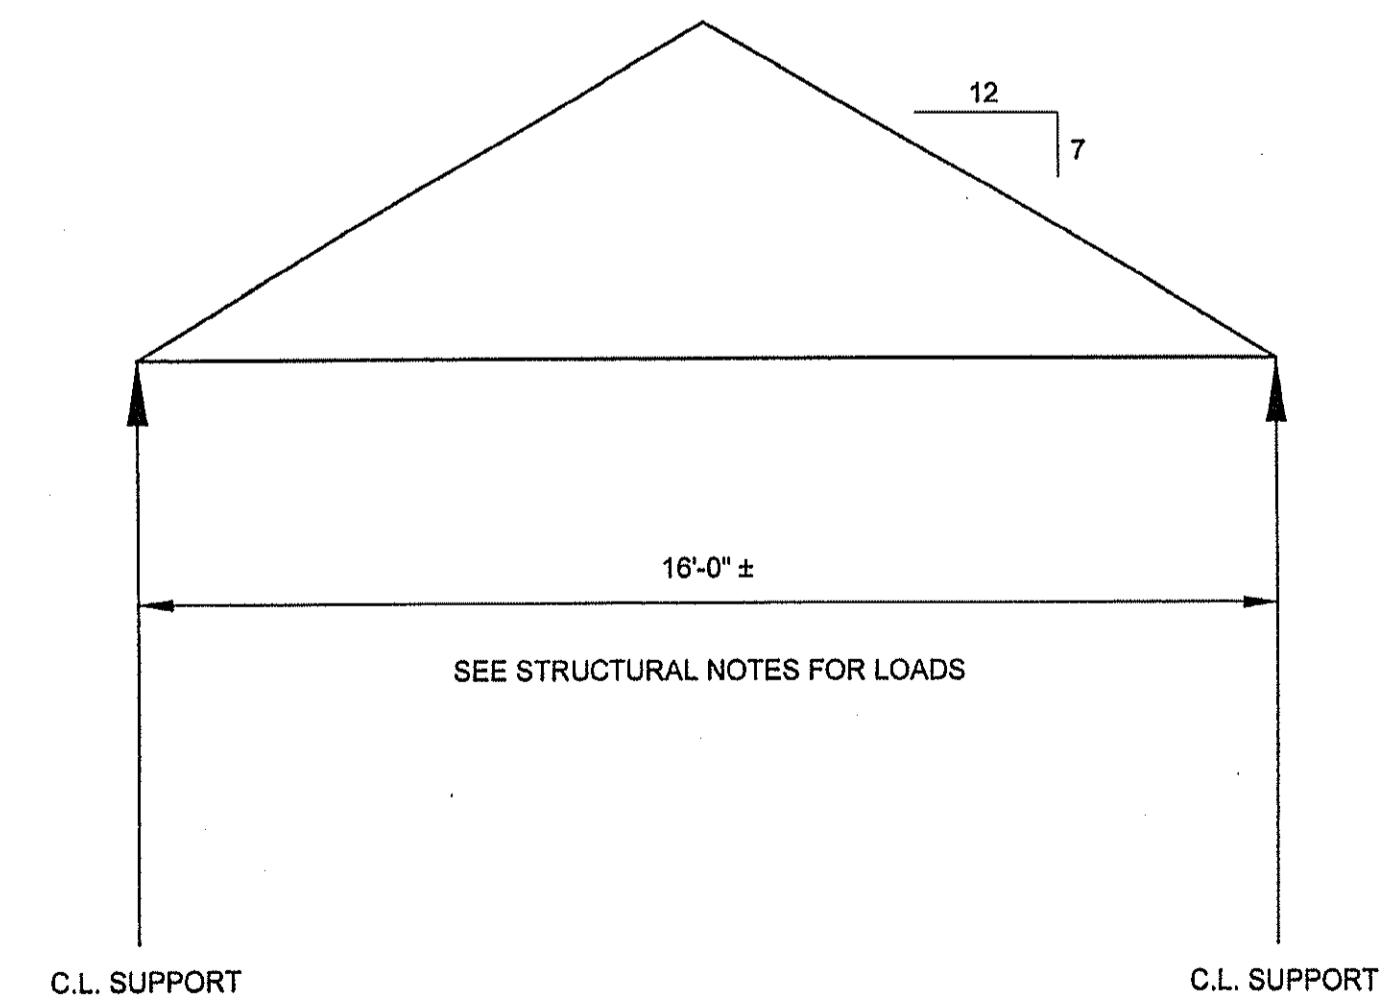 12
7
16'-0" ±
SEE STRUCTURAL NOTES FOR LOADS
C.L. SUPPORT
C.L. SUPPORT